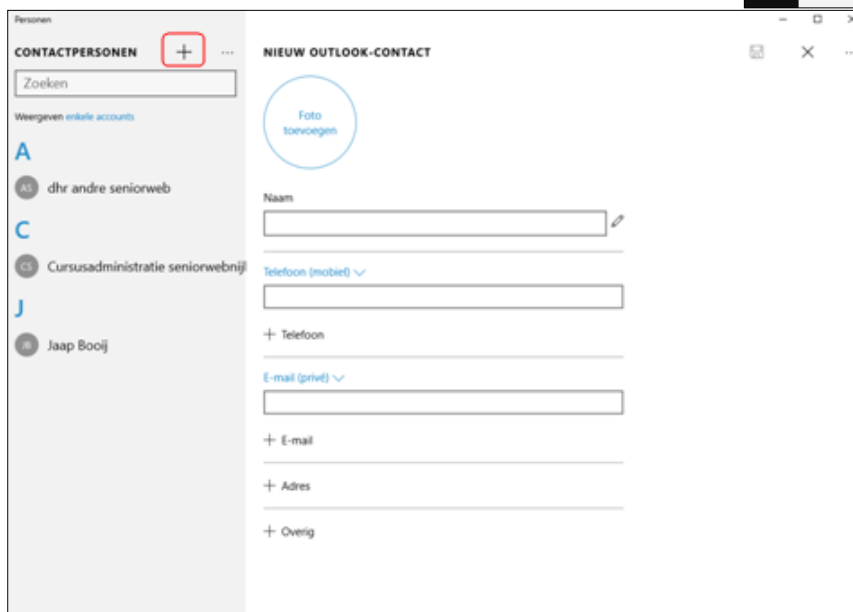 Personen
CONTACTPERSONEN
Zoeken
Weergeven enkele accounts
A
AS dhr andre seniorweb
C
CS Cursusadministratie seniorwebnijl
J
JB Jaap Booij
NIEUW OUTLOOK-CONTACT
Foto
toevoegen
Naam
Telefoon (mobiel)
+ Telefoon
E-mail (privé)
+ E-mail
+ Adres
+ Overig